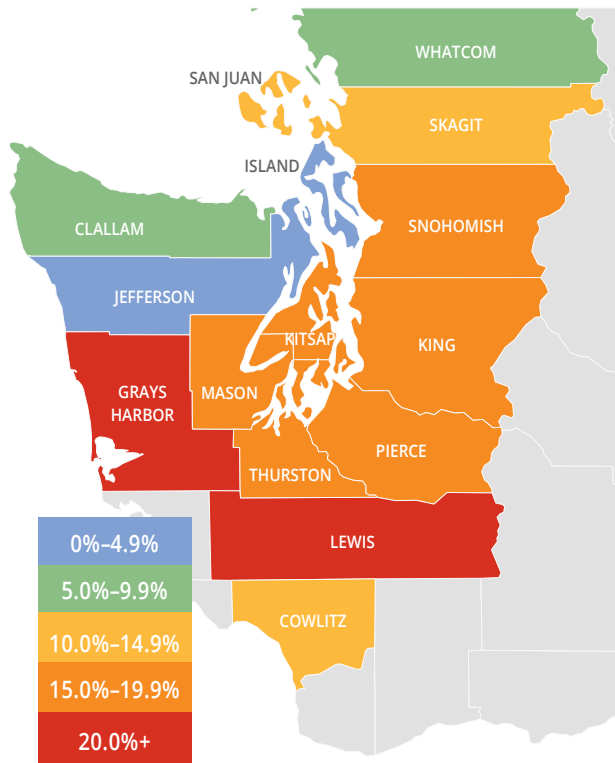 WHATCOM
SAN JUAN
SKAGIT
ISLAND
CLALLAM
SNOHOMISH
JEFFERSON
KITSAP
KING
GRAYS
HARBOR
MASON
PIERCE
THURSTON
LEWIS
COWLITZ
0%–4.9%
5.0%–9.9%
10.0%–14.9%
15.0%–19.9%
20.0%+